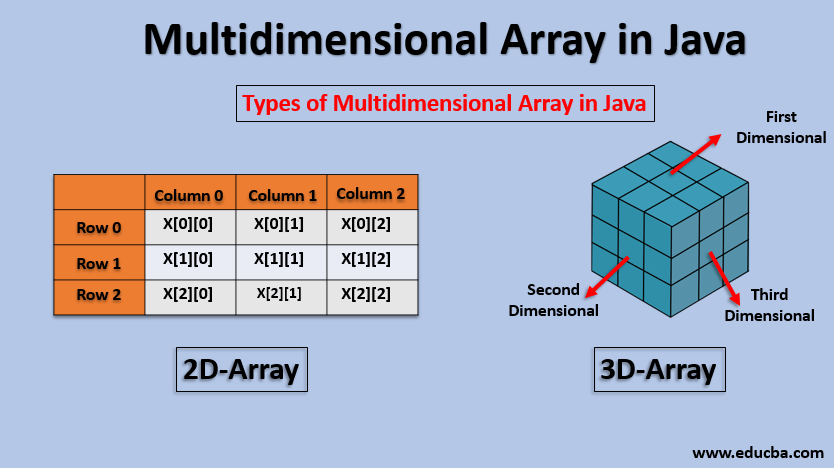 Multidimensional Array in Java
Types of Multidimensional Array in Java
Column 0 Column 1 Column 2
Row 0 X[0][0] X[0][1] X[0][2]
Row 1 X[1][0] X[1][1] X[1][2]
Row 2 X[2][0] X[2][1] X[2][2]
2D-Array
First
Dimensional
Second
Dimensional
Third
Dimensional
3D-Array
www.educba.com